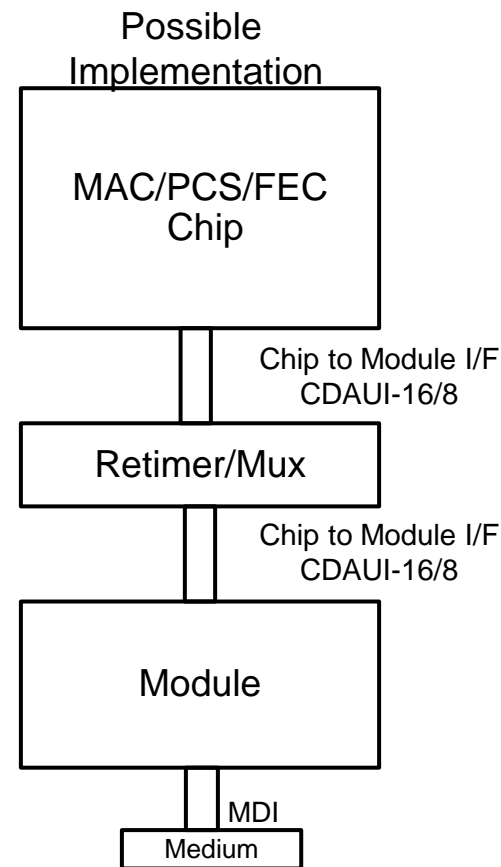 Possible
Implementation
MAC/PCS/FEC
Chip
Chip to Module I/F
CDAUI-16/8
Retimer/Mux
Chip to Module I/F
CDAUI-16/8
Module
MDI
Medium